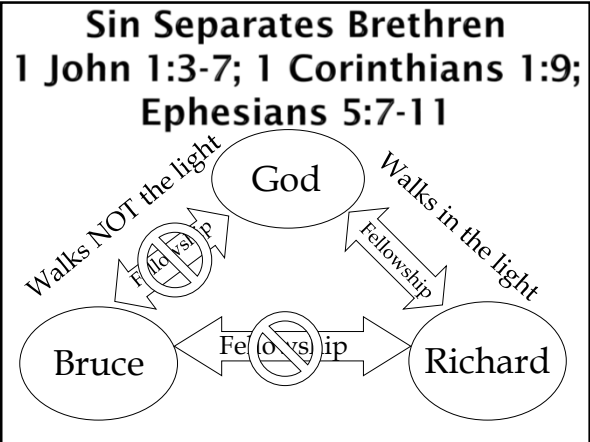 Sin Separates Brethren
1 John 1:3-7; 1 Corinthians 1:9;
Ephesians 5:7-11
God
Walks NOT the light
Walks in the light
Fellowship
Fellowship
Fellowship
Bruce
Richard